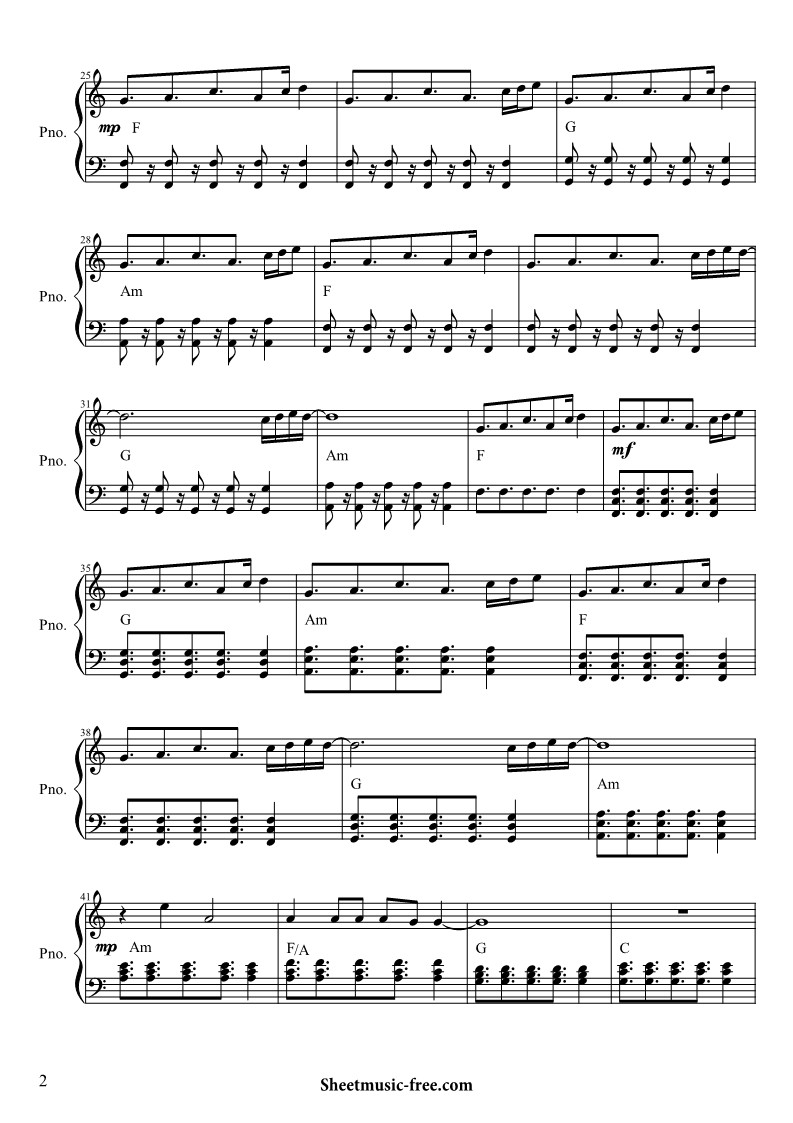 25
Pno.
mp F G
28
Pno.
Am F
31
Pno.
G Am F mf
35
Pno.
G Am F
38
Pno.
G Am
41
Pno.
mp Am F/A G C
2
Sheetmusic-free.com